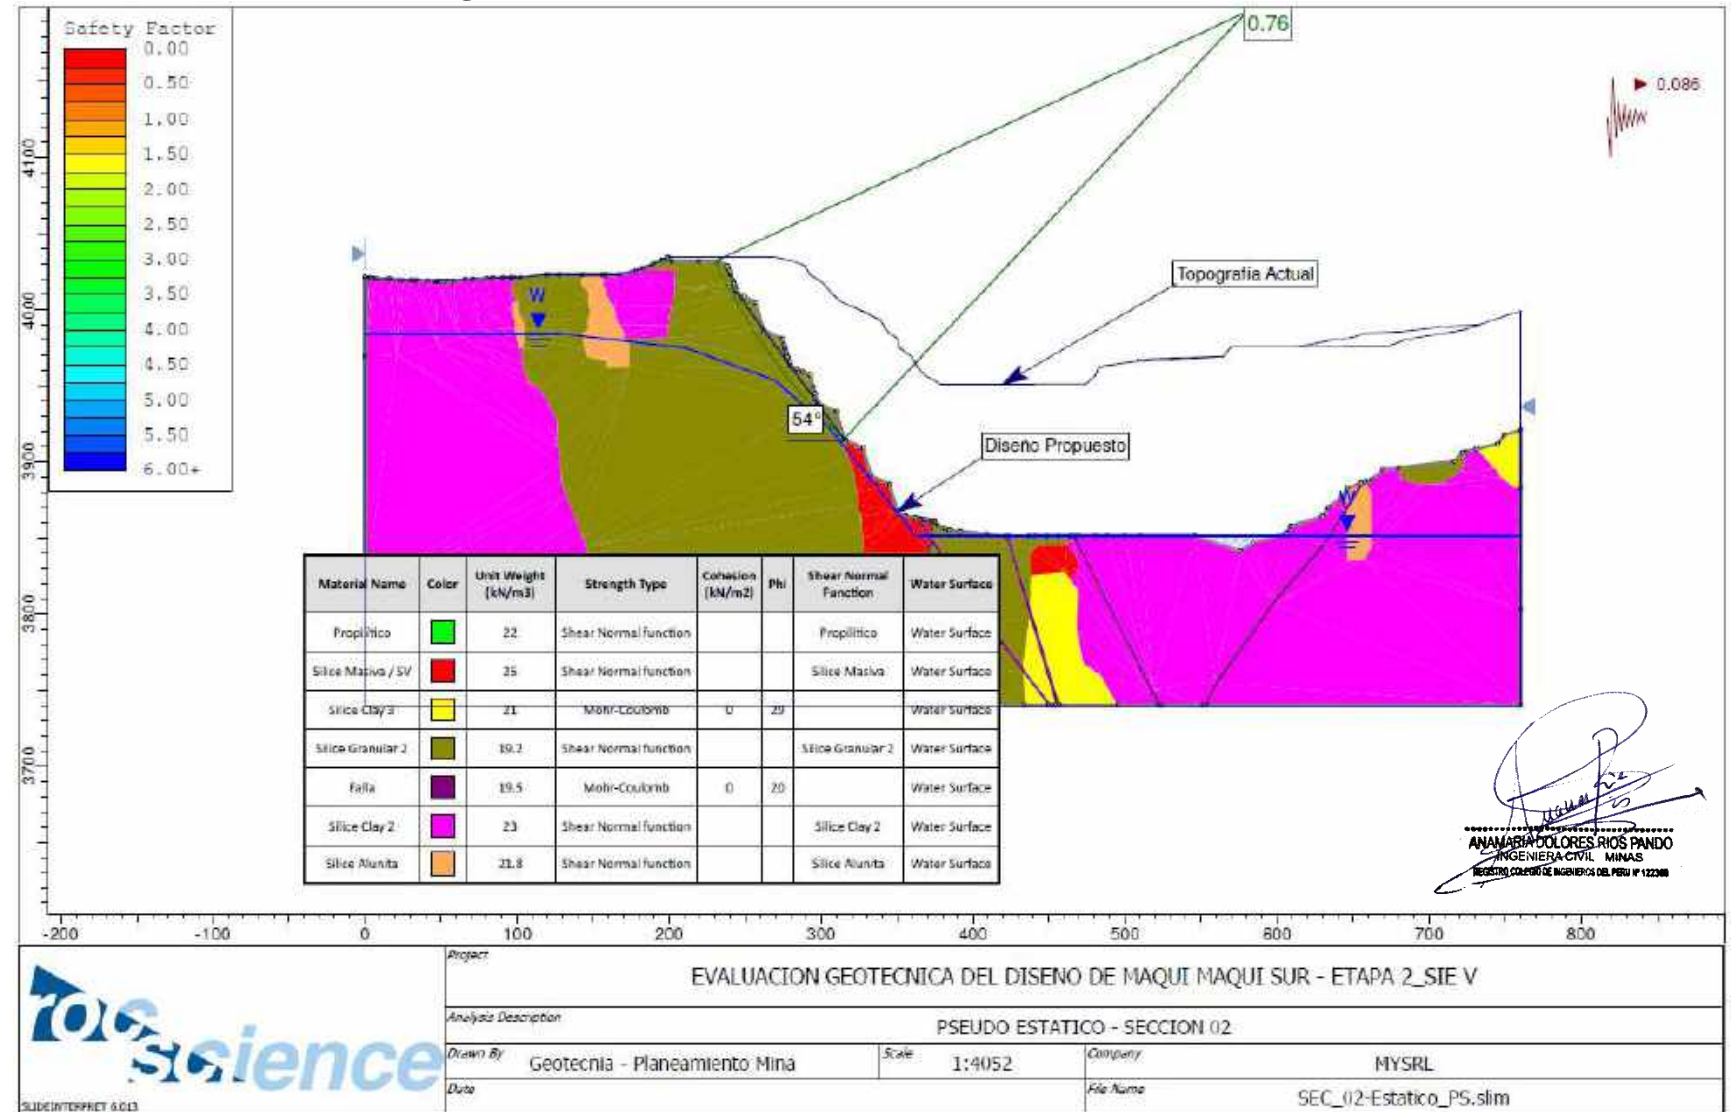 Safety Factor
0.00
0.50
1.00
1.50
2.00
2.50
3.00
3.50
4.00
4.50
5.00
5.50
6.00+
0.76
0.086
4100
4000
3900
3800
3700
Topografia Actual
W
54°
Diseño Propuesto
W
Material Name Color Unit Weight (kN/m3) Strength Type Cohesion (kN/m2) Phi Shear Normal Function Water Surface
Propilitico 22 Shear Normal function Propilitico Water Surface
Silice Masiva / SV 25 Shear Normal function Silice Masiva Water Surface
Silice Clay 3 21 Mohr-Coulomb 0 29 Water Surface
Silice Granular 2 19.2 Shear Normal function Silice Granular 2 Water Surface
Falla 19.5 Mohr-Coulomb 0 20 Water Surface
Silice Clay 2 23 Shear Normal function Silice Clay 2 Water Surface
Silice Alunita 21.8 Shear Normal function Silice Alunita Water Surface
ANAMARIA DOLORES RIOS PANDO
INGENIERA CIVIL MINAS
REGISTRO COLEGIO DE INGENIEROS DEL PERU N°
-200 -100 0 100 200 300 400 500 600 700 800
rocscience
SLIDEINTERPRET 6.013
Project
EVALUACION GEOTECNICA DEL DISENO DE MAQUI MAQUI SUR - ETAPA 2_SIE V
Analysis Description
PSEUDO ESTATICO - SECCION 02
Drawn By Geotecnia - Planeamiento Mina Scale 1:4052 Company MYSRL
Date File Name SEC_02-Estatico_PS.slim